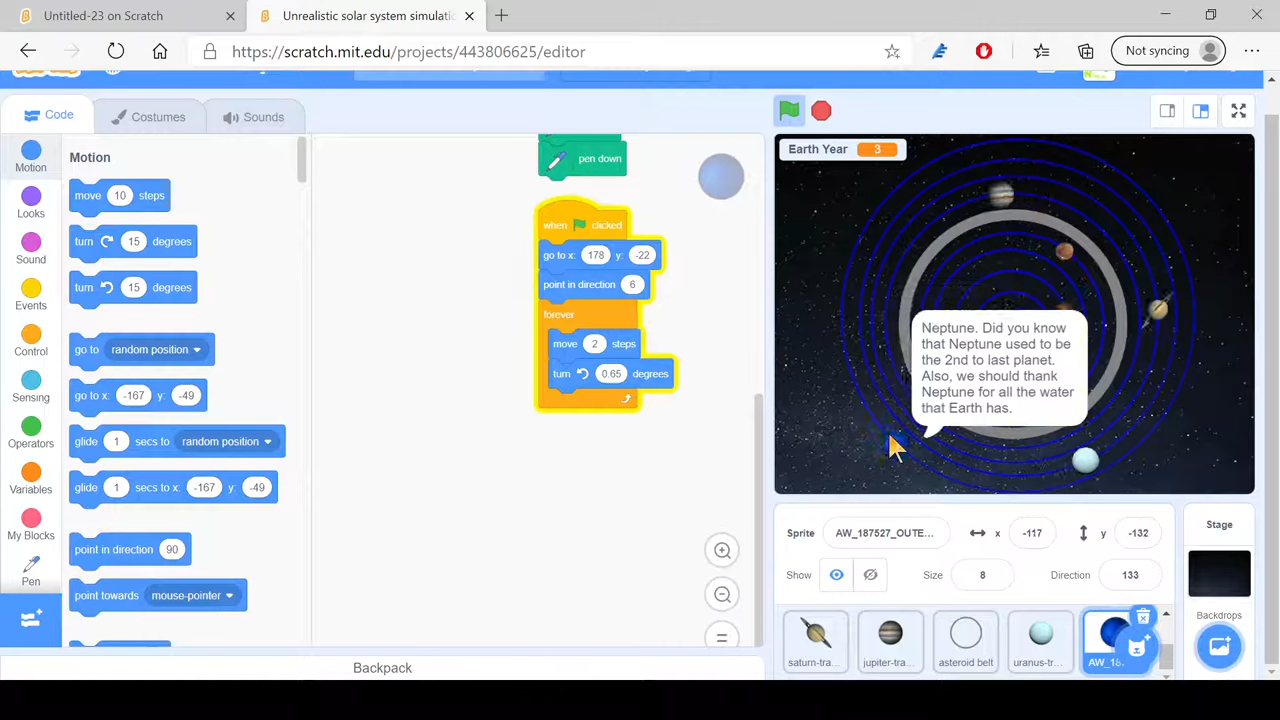 Untitled-23 on Scratch
Unrealistic solar system simulatic
https://scratch.mit.edu/projects/443806625/editor
Not syncing
Code
Costumes
Sounds
Motion
Looks
Sound
Events
Control
Sensing
Operators
Variables
My Blocks
Pen
Motion
move 10 steps
turn 15 degrees
turn 15 degrees
go to random position
go to x: -167 y: -49
glide 1 secs to random position
glide 1 secs to x: -167 y: -49
point in direction 90
point towards mouse-pointer
pen down
when clicked
go to x: 178 y: -22
point in direction 6
forever
move 2 steps
turn 0.65 degrees
Backpack
Earth Year 3
Neptune. Did you know
that Neptune used to be
the 2nd to last planet.
Also, we should thank
Neptune for all the water
that Earth has.
Sprite AW_187527_OUTE... x -117 y -132
Show Size 8 Direction 133
saturn-tra...
jupiter-tra...
asteroid belt
uranus-tr...
Stage
Backdrops